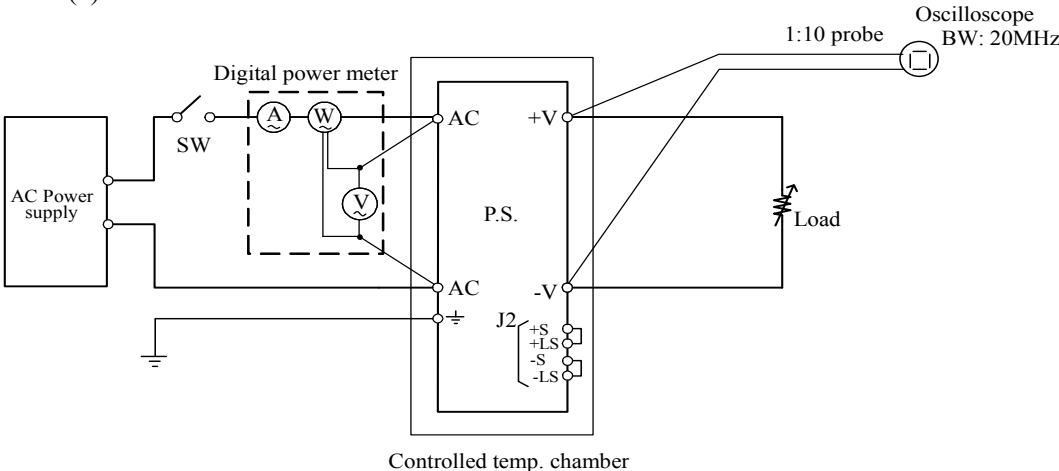 Oscilloscope
BW: 20MHz
1:10 probe
Digital power meter
A
W
AC
+V
SW
V
AC Power
supply
P.S.
Load
AC
-V
J2
+S
+LS
-S
-LS
Controlled temp. chamber